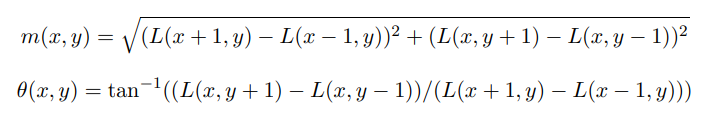 m(x, y) = √((L(x + 1, y) − L(x − 1, y))² + (L(x, y + 1) − L(x, y − 1))²)
θ(x, y) = tan⁻¹((L(x, y + 1) − L(x, y − 1))/(L(x + 1, y) − L(x − 1, y)))